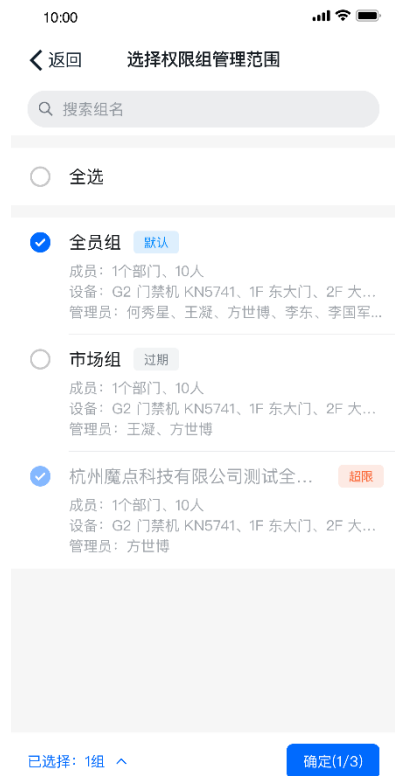 10:00
返回
选择权限组管理范围
搜索组名
全选
全员组 默认
成员：1个部门、10人
设备：G2 门禁机 KN5741、1F 东大门、2F 大...
管理员：何秀星、王凝、方世博、李东、李国军...
市场组 过期
成员：1个部门、10人
设备：G2 门禁机 KN5741、1F 东大门、2F 大...
管理员：王凝、方世博
杭州魔点科技有限公司测试全... 超限
成员：1个部门、10人
设备：G2 门禁机 KN5741、1F 东大门、2F 大...
管理员：方世博
已选择：1组
确定(1/3)